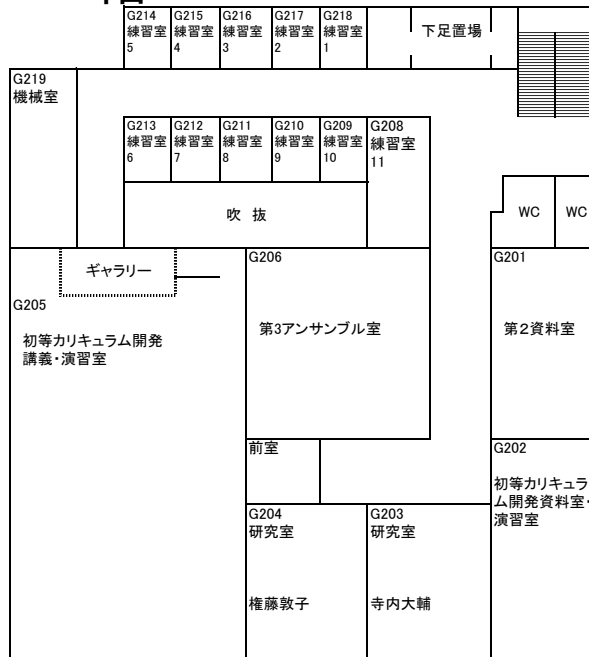 G214
練習室
5
G215
練習室
4
G216
練習室
3
G217
練習室
2
G218
練習室
1
下足置場
G219
機械室
G213
練習室
6
G212
練習室
7
G211
練習室
8
G210
練習室
9
G209
練習室
10
G208
練習室
11
吹 抜
WC
WC
ギャラリー
G206
第3アンサンブル室
G201
第2資料室
G205
初等カリキュラム開発
講義・演習室
前室
G202
初等カリキュラ
ム開発資料室・
演習室
G204
研究室
権藤敦子
G203
研究室
寺内大輔